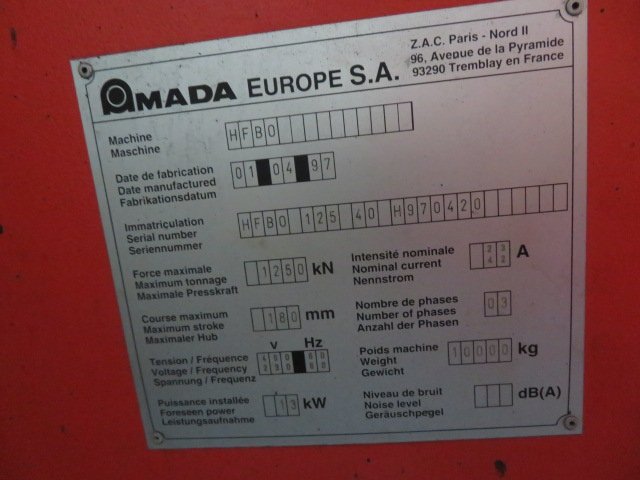 AMADA EUROPE S.A.
Z.A.C. Paris - Nord II
96, Avenue de la Pyramide
93290 Tremblay en France
Machine
Maschine
HFBO
Date de fabrication
Date manufactured
Fabrikationsdatum
01 04 97
Immatriculation
Serial number
Seriennummer
HFBO 125 40 H970420
Force maximale
Maximum tonnage
Maximale Presskraft
1250 kN
Intensité nominale
Nominal current
Nennstrom
A
Course maximum
Maximum stroke
Maximaler Hub
180 mm
Nombre de phases
Number of phases
Anzahl der Phasen
03
V Hz
Tension / Fréquence
Voltage / Frequency
Spannung / Frequenz
Poids machine
Weight
Gewicht
10000 kg
Puissance installée
Foreseen power
Leistungsaufnahme
13 kW
Niveau de bruit
Noise level
Geräuschpegel
dB(A)